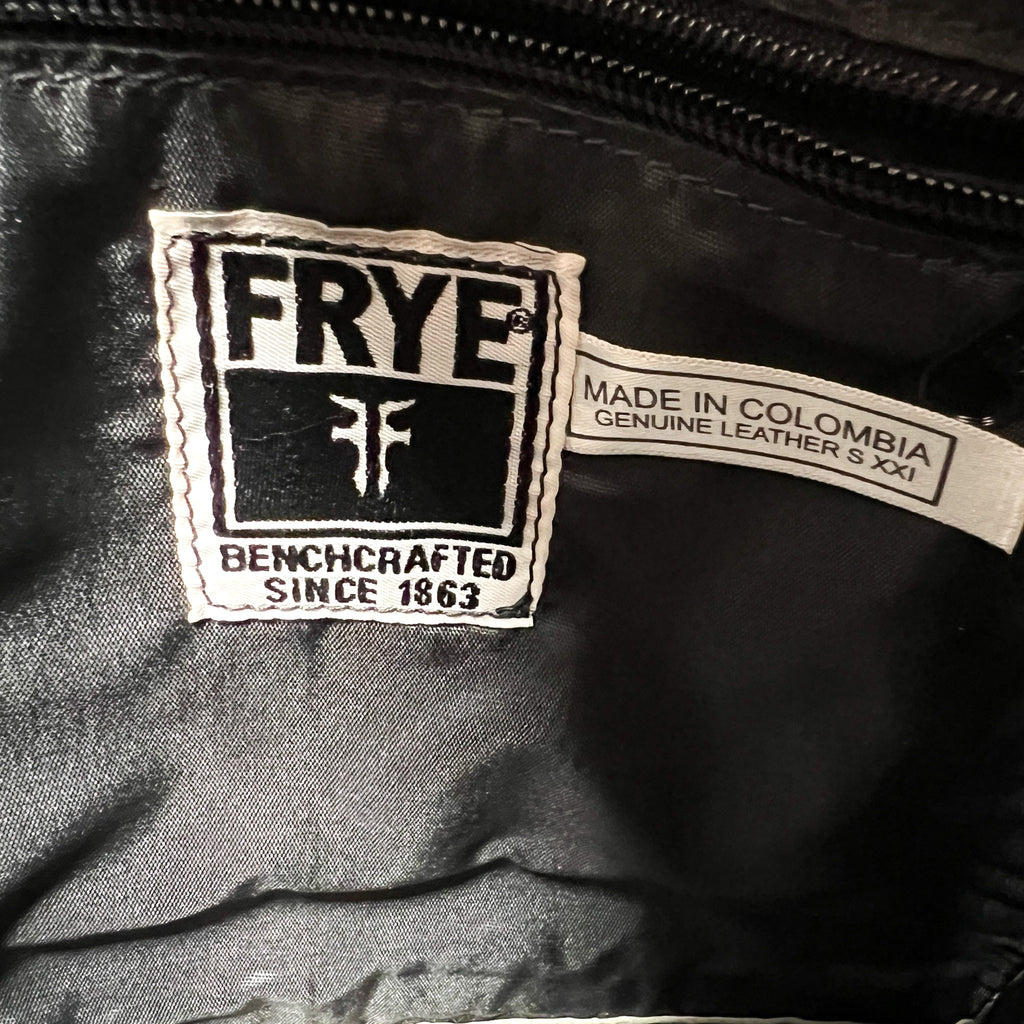 FRYE®
BENCHCRAFTED
SINCE 1863
MADE IN COLOMBIA
GENUINE LEATHER S XXI